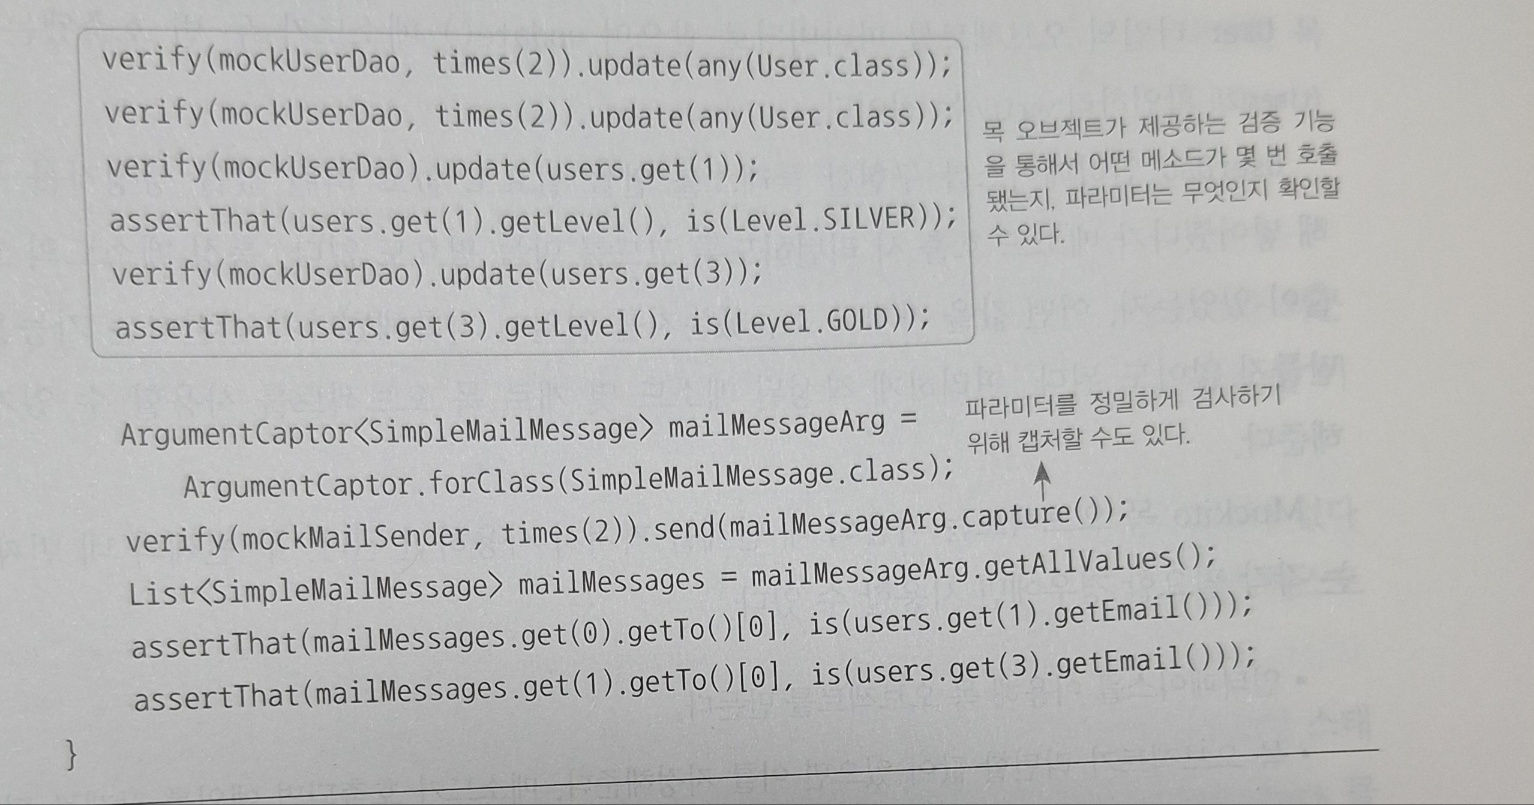 verify(mockUserDao, times(2)).update(any(User.class));
verify(mockUserDao, times(2)).update(any(User.class));
verify(mockUserDao).update(users.get(1));
assertThat(users.get(1).getLevel(), is(Level.SILVER));
verify(mockUserDao).update(users.get(3));
assertThat(users.get(3).getLevel(), is(Level.GOLD));
목 오브젝트가 제공하는 검증 기능
을 통해서 어떤 메소드가 몇 번 호출
됐는지, 파라미터는 무엇인지 확인할
수 있다.
ArgumentCaptor<SimpleMailMessage> mailMessageArg =
ArgumentCaptor.forClass(SimpleMailMessage.class);
파라미터를 정밀하게 검사하기
위해 캡처할 수도 있다.
verify(mockMailSender, times(2)).send(mailMessageArg.capture());
List<SimpleMailMessage> mailMessages = mailMessageArg.getAllValues();
assertThat(mailMessages.get(0).getTo()[0], is(users.get(1).getEmail()));
assertThat(mailMessages.get(1).getTo()[0], is(users.get(3).getEmail()));
}